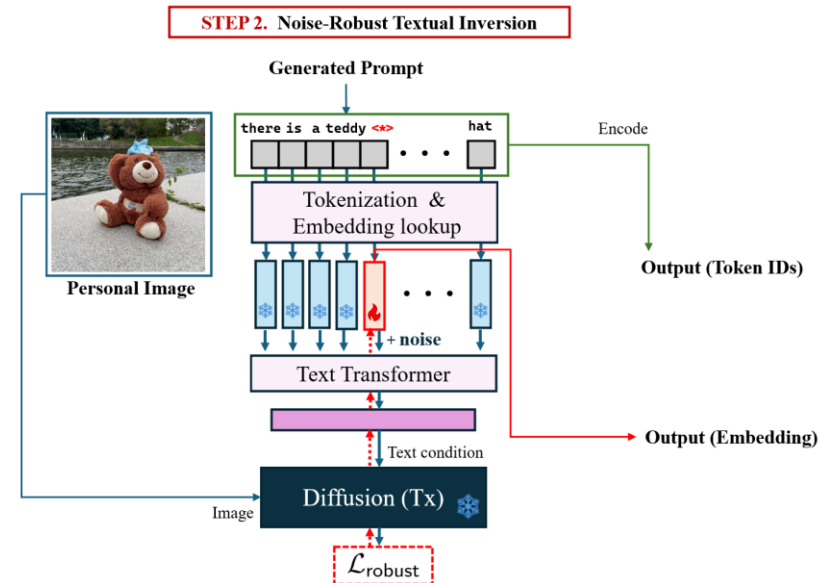 STEP 2. Noise-Robust Textual Inversion
Generated Prompt
there is a teddy <*> • • • hat
Encode
Tokenization &
Embedding lookup
Output (Token IDs)
Personal Image
• • •
+ noise
Text Transformer
Output (Embedding)
Text condition
Diffusion (Tx)
Image
ℒrobust